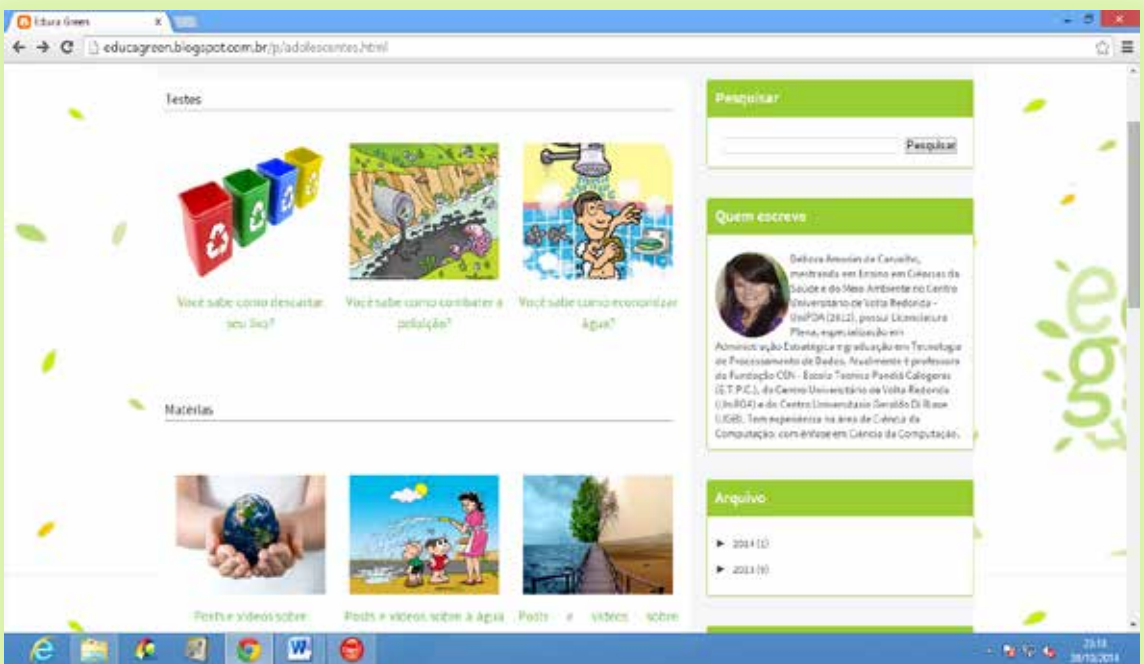 Educa Green
educagreen.blogspot.com.br/p/adolescentes.html
Testes
Você sabe como descartar
seu lixo?
Você sabe como combater a
poluição?
Você sabe como economizar
água?
Matérias
Posts e vídeos sobre
Posts e vídeos sobre a água
Posts e vídeos sobre
Pesquisar
Pesquisar
Quem escreve
Débora Amorim de Carvalho,
mestranda em Ensino em Ciências da
Saúde e do Meio Ambiente no Centro
Universitário de Volta Redonda -
UniFOA (2012), possui Licenciatura
Plena, especialização em
Administração Estratégica e graduação em Tecnologia
de Processamento de Dados. Atualmente é professora
da Fundação CSN - Escola Técnica Pandiá Calógeras
(E.T.P.C.), do Centro Universitário de Volta Redonda
(UniFOA) e do Centro Universitário Geraldo Di Biase
(UGB). Tem experiência na área de Ciência da
Computação, com ênfase em Ciência da Computação.
Arquivo
► 2014 (1)
► 2013 (9)
e
g